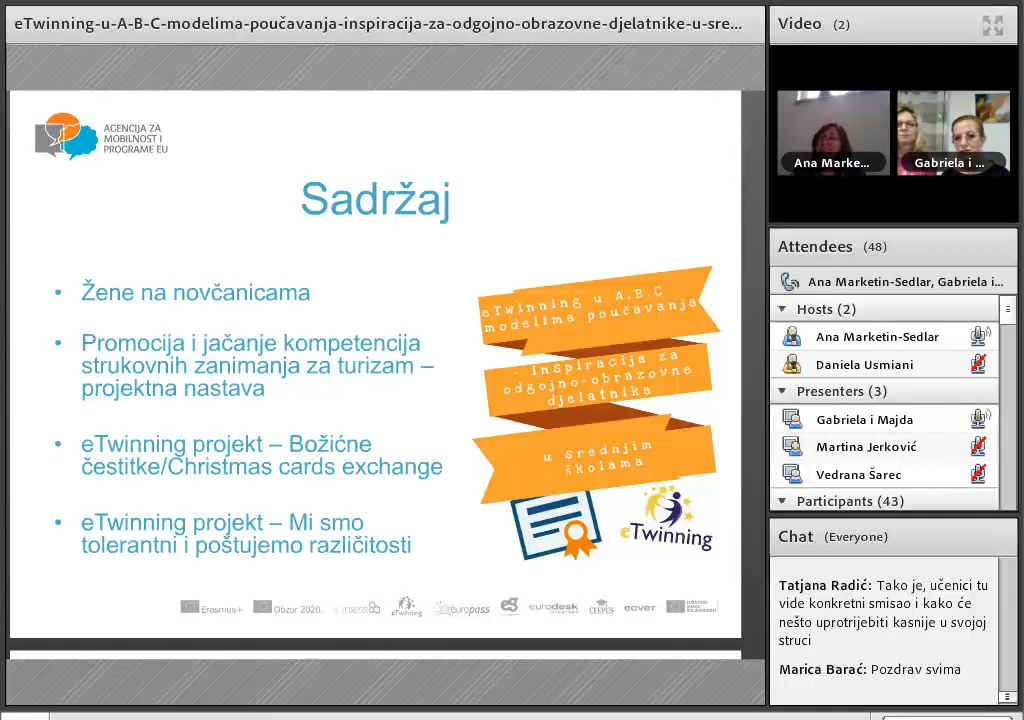 eTwinning-u-A-B-C-modelima-poučavanja-inspiracija-za-odgojno-obrazovne-djelatnike-u-sre...
AGENCIJA ZA
MOBILNOST I
PROGRAME EU
Sadržaj
• Žene na novčanicama
• Promocija i jačanje kompetencija
strukovnih zanimanja za turizam –
projektna nastava
• eTwinning projekt – Božićne
čestitke/Christmas cards exchange
• eTwinning projekt – Mi smo
tolerantni i poštujemo različitosti
eTwinning u A,B,C
modelima poučavanja
- inspiracija za
odgojno-obrazovne
djelatnike
u srednjim
školama
eTwinning
Erasmus+
Obzor 2020.
eTwinning
europass
eurodesk
CEEPUS
ecvet
Video (2)
Ana Marke...
Gabriela i ...
Attendees (48)
Ana Marketin-Sedlar, Gabriela i...
Hosts (2)
Ana Marketin-Sedlar
Daniela Usmiani
Presenters (3)
Gabriela i Majda
Martina Jerković
Vedrana Šarec
Participants (43)
Chat (Everyone)
Tatjana Radić: Tako je, učenici tu
vide konkretni smisao i kako će
nešto uprotrijebiti kasnije u svojoj
struci
Marica Barać: Pozdrav svima